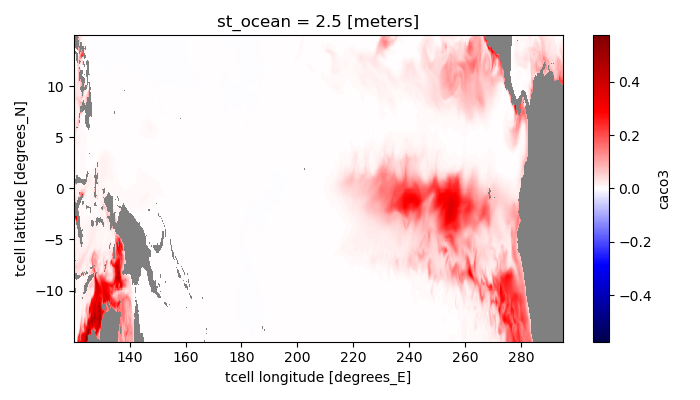 st_ocean = 2.5 [meters]
10
5
0
−5
−10
tcell latitude [degrees_N]
140 160 180 200 220 240 260 280
tcell longitude [degrees_E]
0.4
0.2
0.0
−0.2
−0.4
caco3